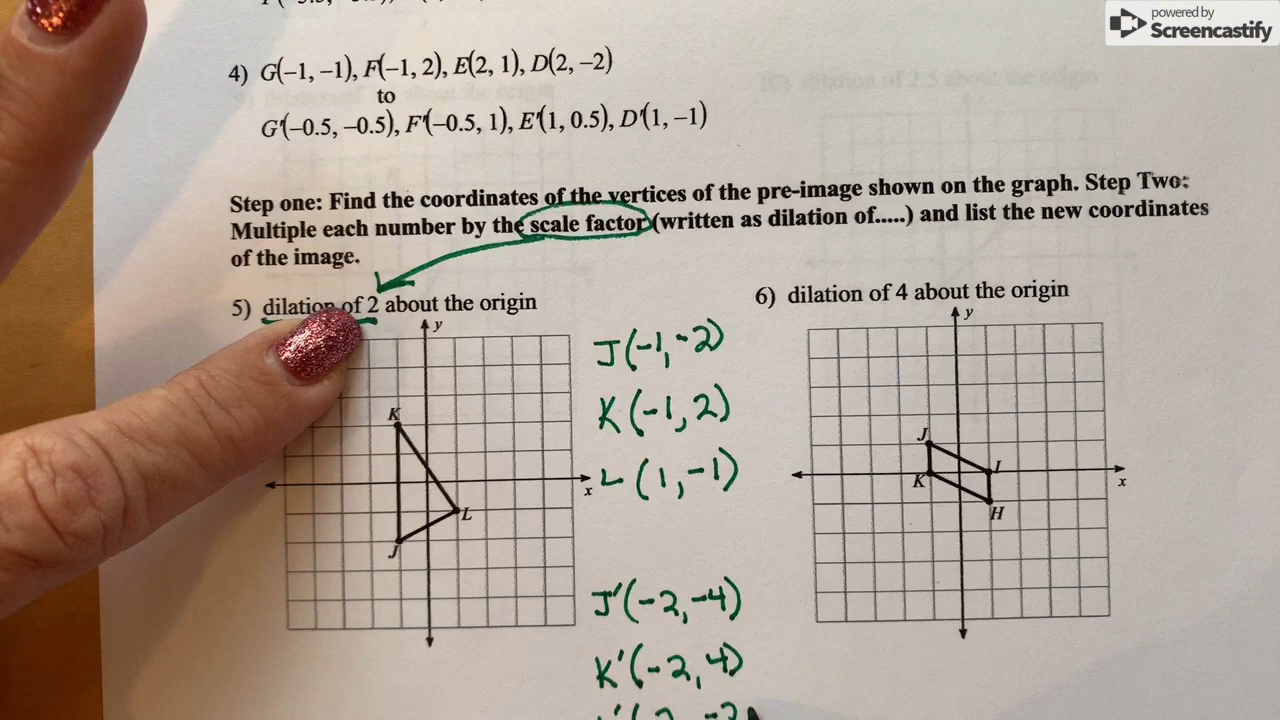 powered by
Screencastify
4) G(−1, −1), F(−1, 2), E(2, 1), D(2, −2)
to
G'(−0.5, −0.5), F'(−0.5, 1), E'(1, 0.5), D'(1, −1)
Step one: Find the coordinates of the vertices of the pre-image shown on the graph. Step Two:
Multiple each number by the scale factor (written as dilation of.....) and list the new coordinates
of the image.
5) dilation of 2 about the origin
6) dilation of 4 about the origin
y
K
x
L
J
J(-1,-2)
K(-1,2)
L(1,-1)
J'(-2,-4)
K'(-2,4)
y
J
I
K
x
H